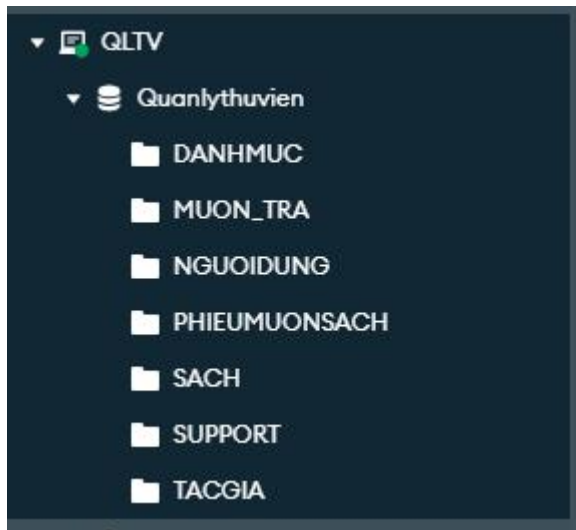 QLTV
Quanlythuvien
DANHMUC
MUON_TRA
NGUOIDUNG
PHIEUMUONSACH
SACH
SUPPORT
TACGIA